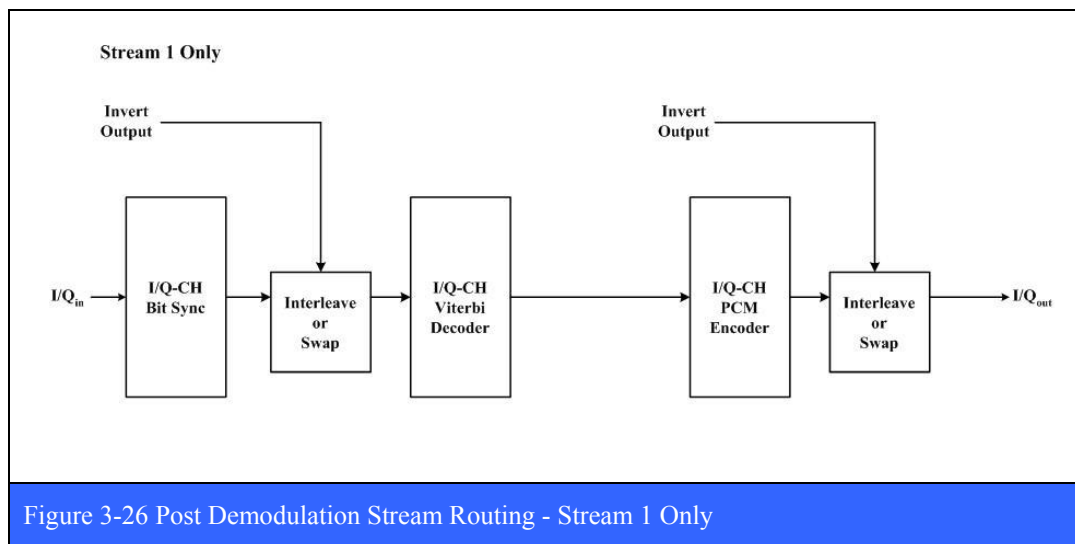 Stream 1 Only
Invert
Output
Invert
Output
I/Qin
I/Q-CH
Bit Sync
Interleave
or
Swap
I/Q-CH
Viterbi
Decoder
I/Q-CH
PCM
Encoder
Interleave
or
Swap
I/Qout
Figure 3-26 Post Demodulation Stream Routing - Stream 1 Only